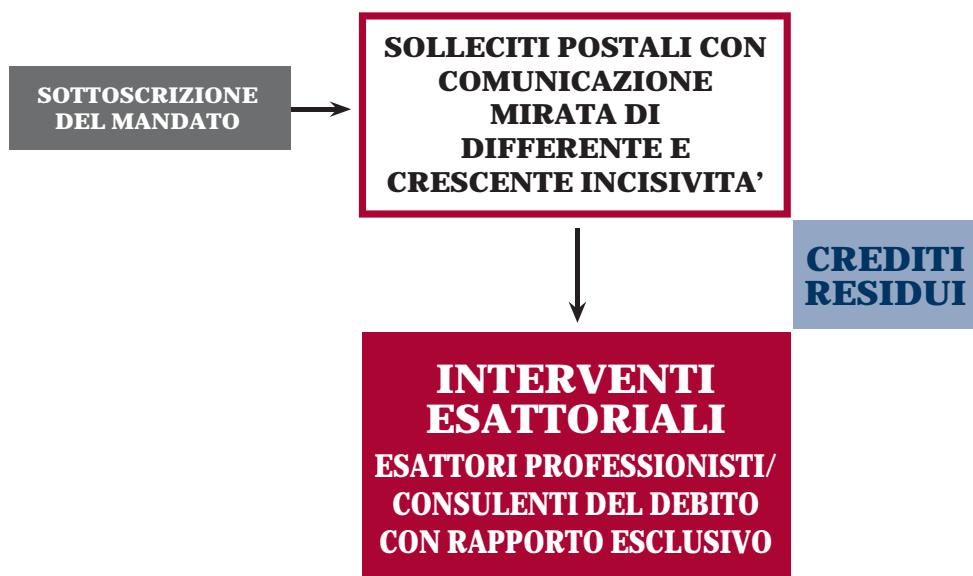 SOTTOSCRIZIONE
DEL MANDATO
SOLLECITI POSTALI CON
COMUNICAZIONE
MIRATA DI
DIFFERENTE E
CRESCENTE INCISIVITA’
CREDITI
RESIDUI
INTERVENTI
ESATTORIALI
ESATTORI PROFESSIONISTI/
CONSULENTI DEL DEBITO
CON RAPPORTO ESCLUSIVO